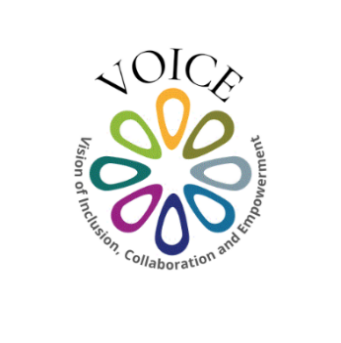 VOICE
Vision of Inclusion, Collaboration and Empowerment